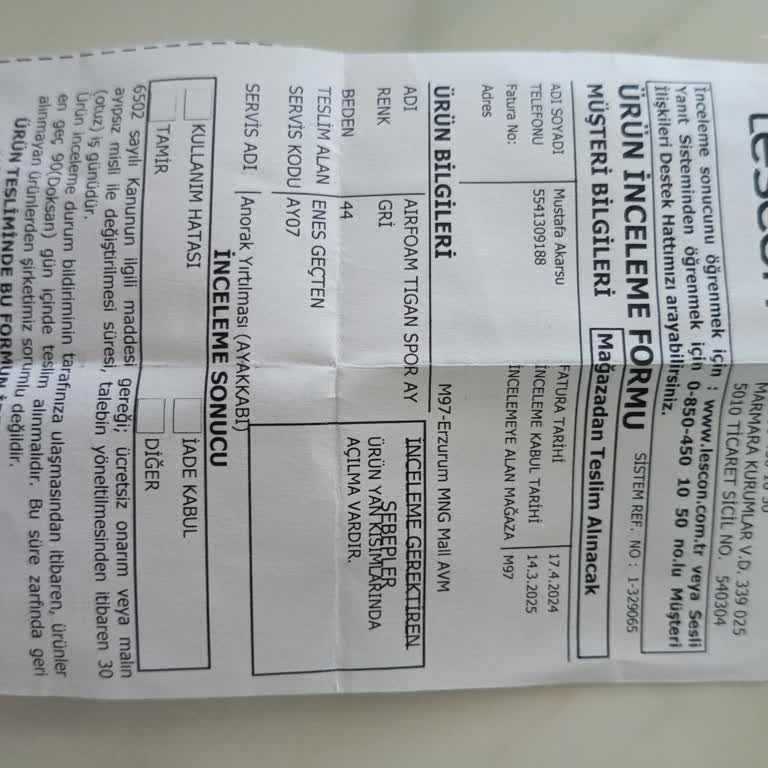 Lescon
MARMARA KURUMLAR V.D. 339 025
5010 TİCARET SİCİL NO. 540304
İnceleme sonucunu öğrenmek için : www.lescon.com.tr veya Sesli
Yanıt Sisteminden öğrenmek için 0-850-450 10 50 no.lu Müşteri
İlişkileri Destek Hattımızı arayabilirsiniz.
ÜRÜN İNCELEME FORMU SİSTEM REF. NO : 1-329065
MÜŞTERİ BİLGİLERİ Mağazadan Teslim Alınacak
ADI SOYADI Mustafa Akarsu FATURA TARİHİ 17.4.2024
TELEFONU 5541309188 İNCELEME KABUL TARİHİ 14.3.2025
Fatura No: İNCELEMEYE ALAN MAĞAZA M97
Adres
M97-Erzurum MNG Mall AVM
ÜRÜN BİLGİLERİ
ADI AIRFOAM TIGAN SPOR AY
RENK GRİ
BEDEN 44
TESLİM ALAN ENES GEÇTEN
SERVİS KODU AY07
SERVİS ADI Anorak Yırtılması (AYAKKABI)
İNCELEME GEREKTİREN
SEBEPLER
ÜRÜN YAN KISIMLARINDA
AÇILMA VARDIR.
İNCELEME SONUCU
KULLANIM HATASI İADE KABUL
TAMİR DİĞER
6502 sayılı Kanunun ilgili maddesi gereği; ücretsiz onarım veya malın
ayıpsız misli ile değiştirilmesi süresi, talebin yöneltilmesinden itibaren 30
(otuz) iş günüdür.
Ürün inceleme durum bildiriminin tarafınıza ulaşmasından itibaren, ürünler
en geç 90(Doksan) gün içinde teslim alınmalıdır. Bu süre zarfında geri
alınmayan ürünlerden şirketimiz sorumlu değildir.
ÜRÜN TESLİMİNDE BU FORMUN